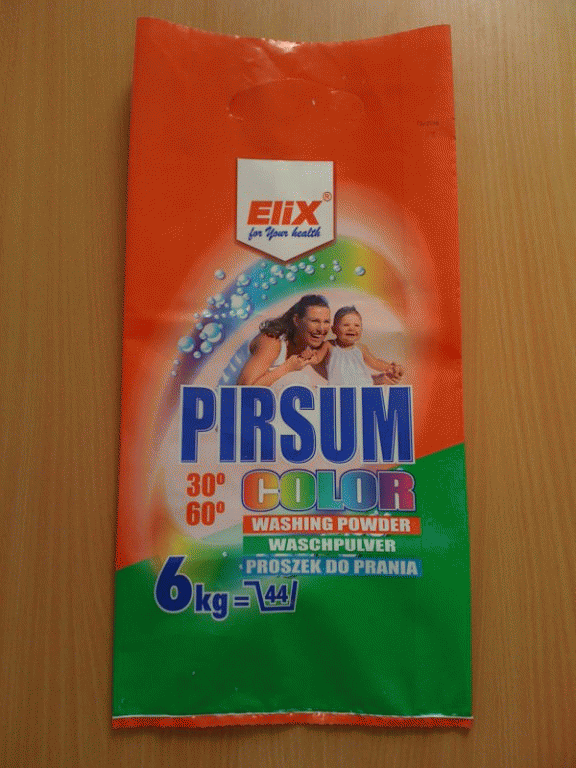 EliX®
for Your health
PIRSUM
30° COLOR
60°
WASHING POWDER
WASCHPULVER
PROSZEK DO PRANIA
6kg = 44